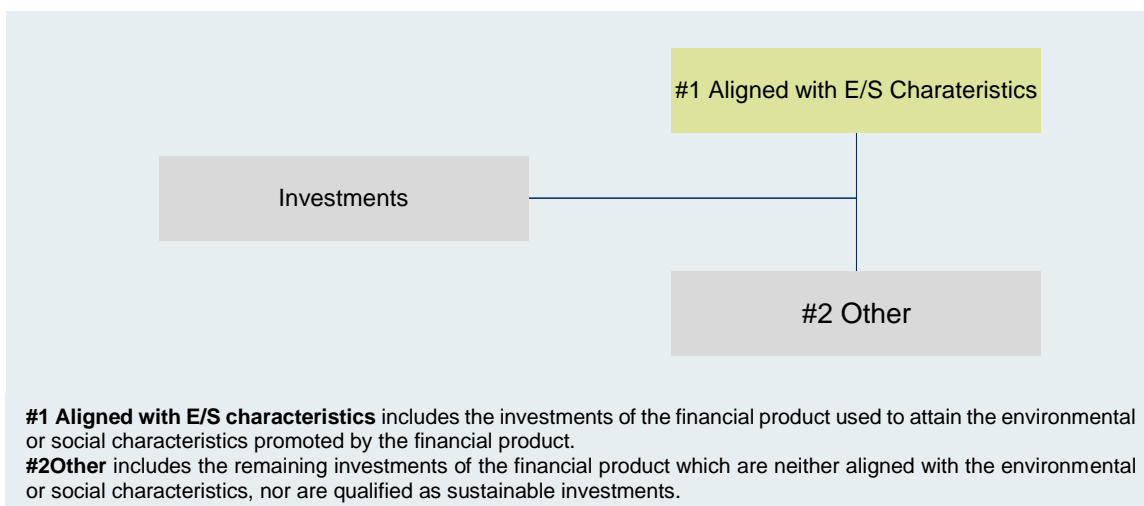 #1 Aligned with E/S Charateristics
Investments
#2 Other
#1 Aligned with E/S characteristics includes the investments of the financial product used to attain the environmental
or social characteristics promoted by the financial product.
#2Other includes the remaining investments of the financial product which are neither aligned with the environmental
or social characteristics, nor are qualified as sustainable investments.